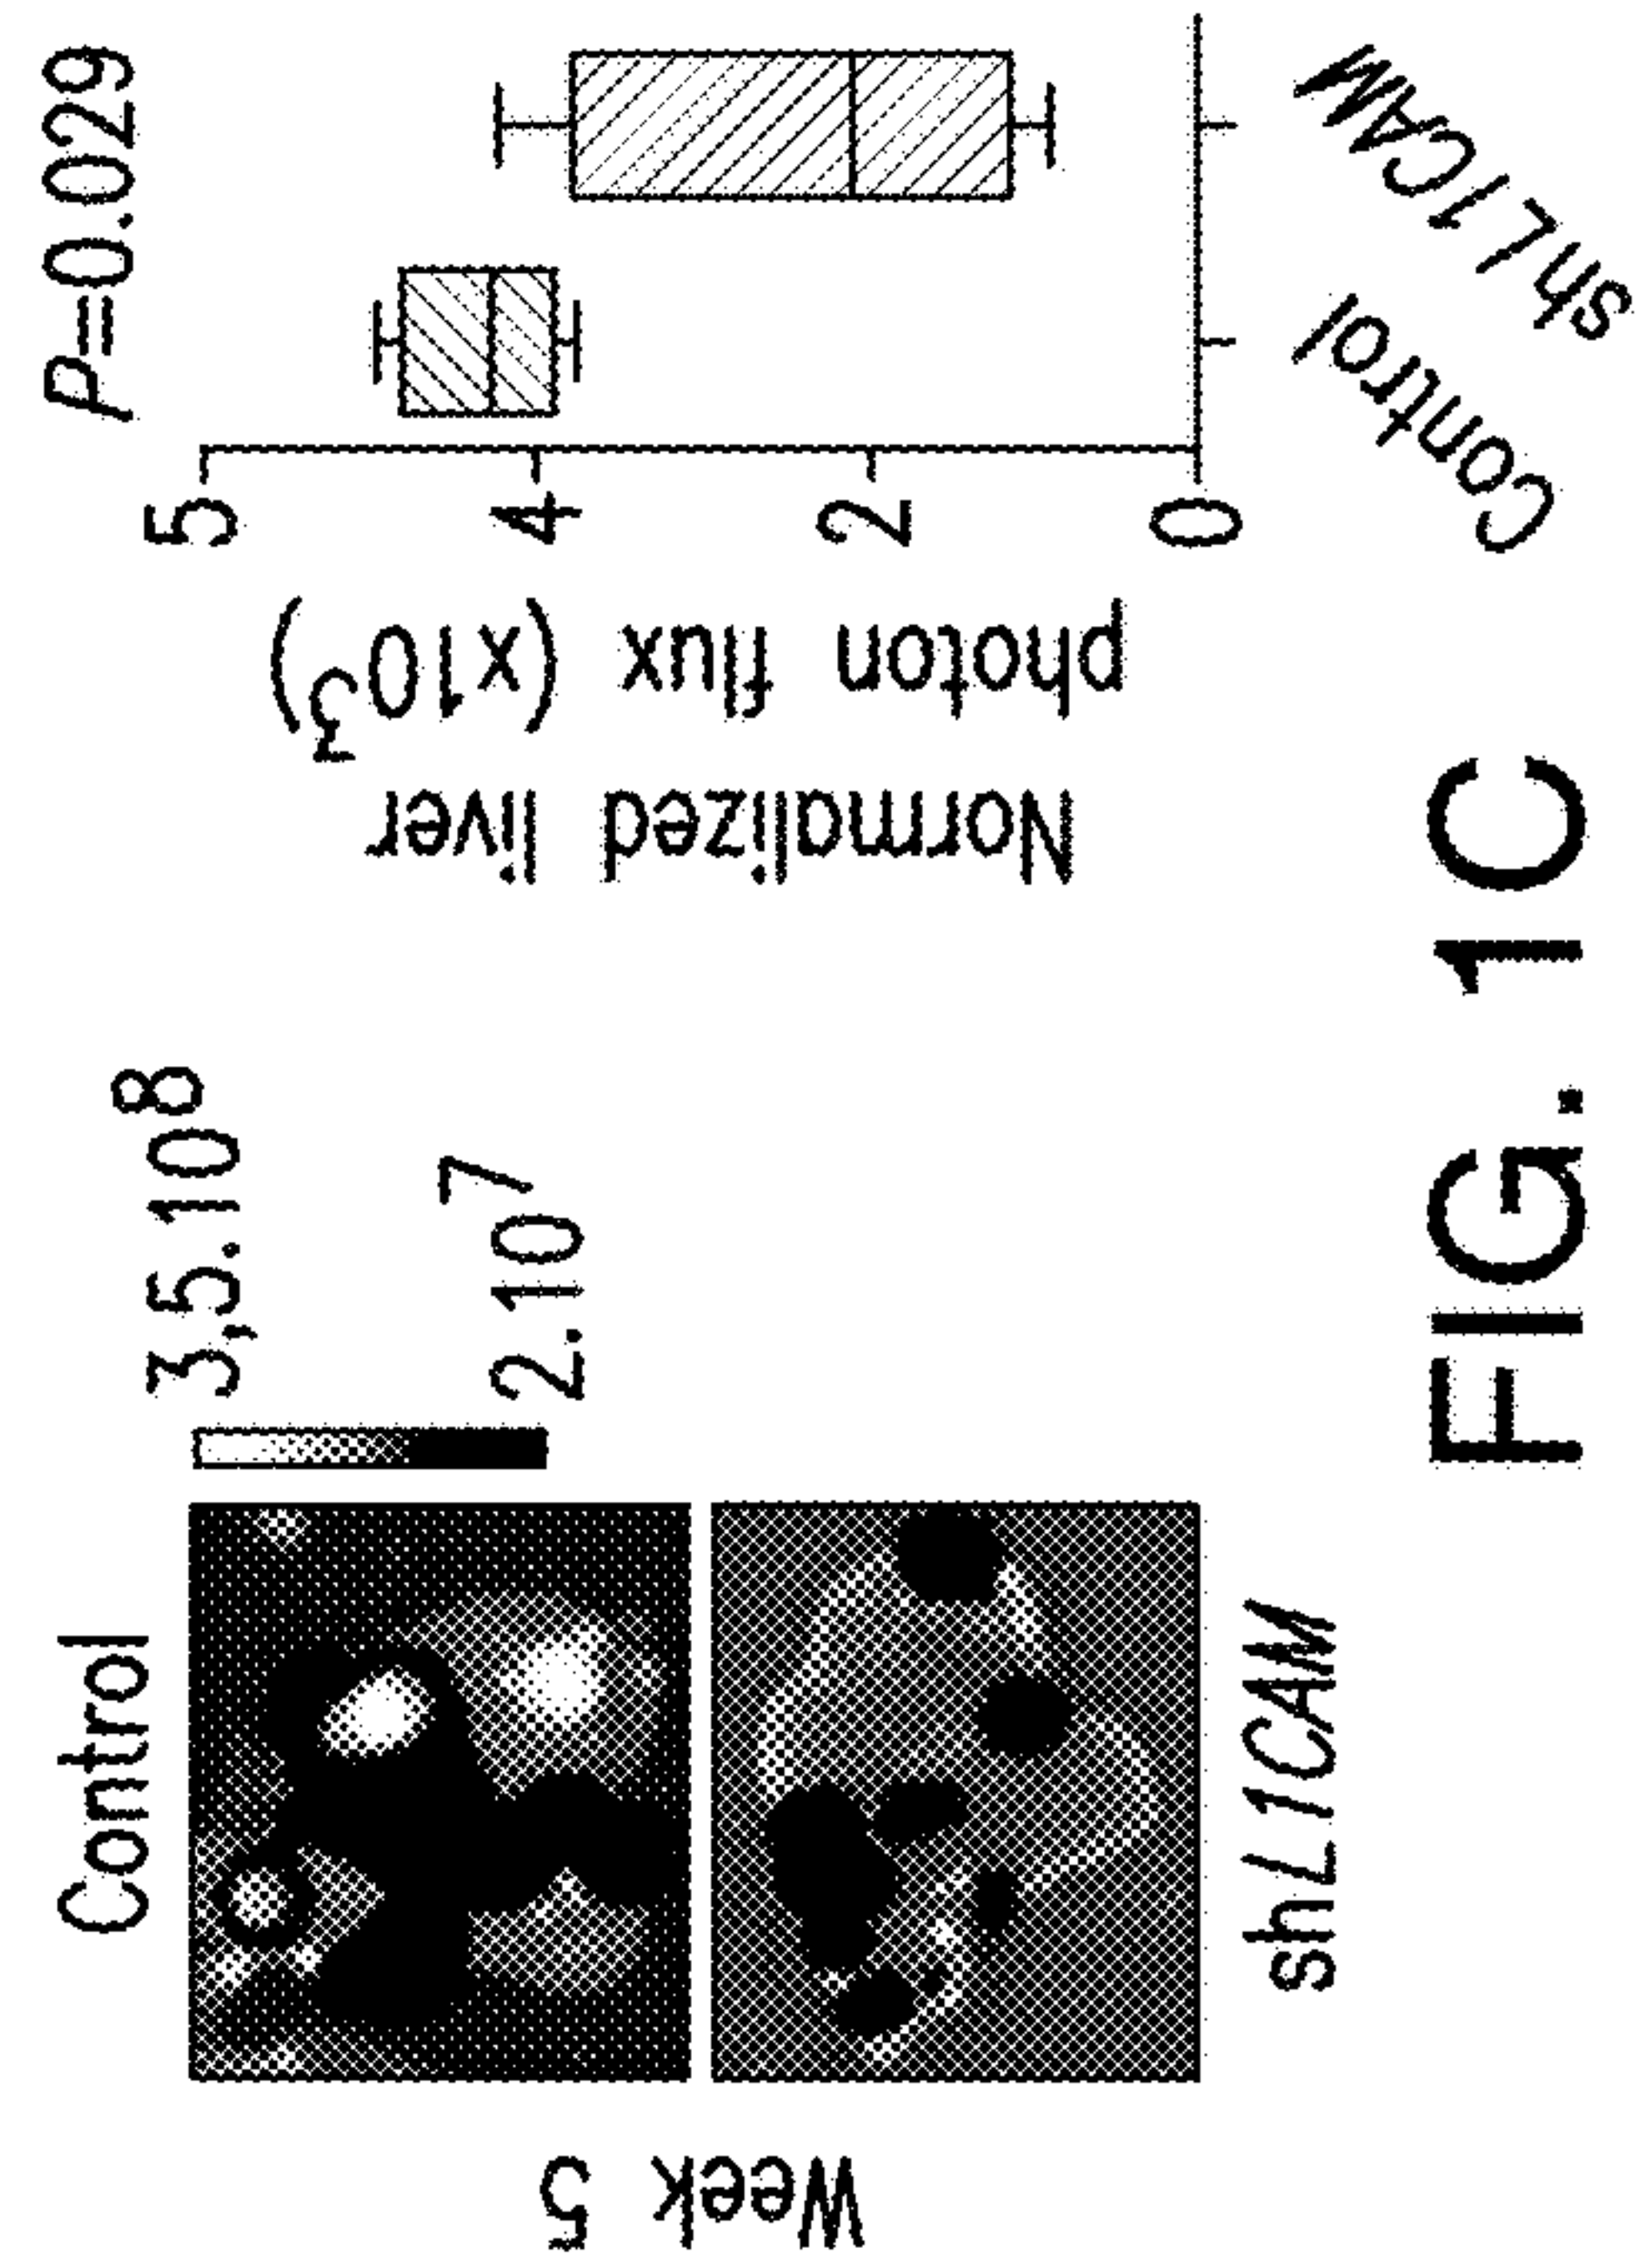 Control
3,5.10⁸
2.10⁷
Week 5
shL1CAM
P=0.029
Normalized liver
photon flux (x10³)
5
4
2
0
Control
shL1CAM
FIG. 1C